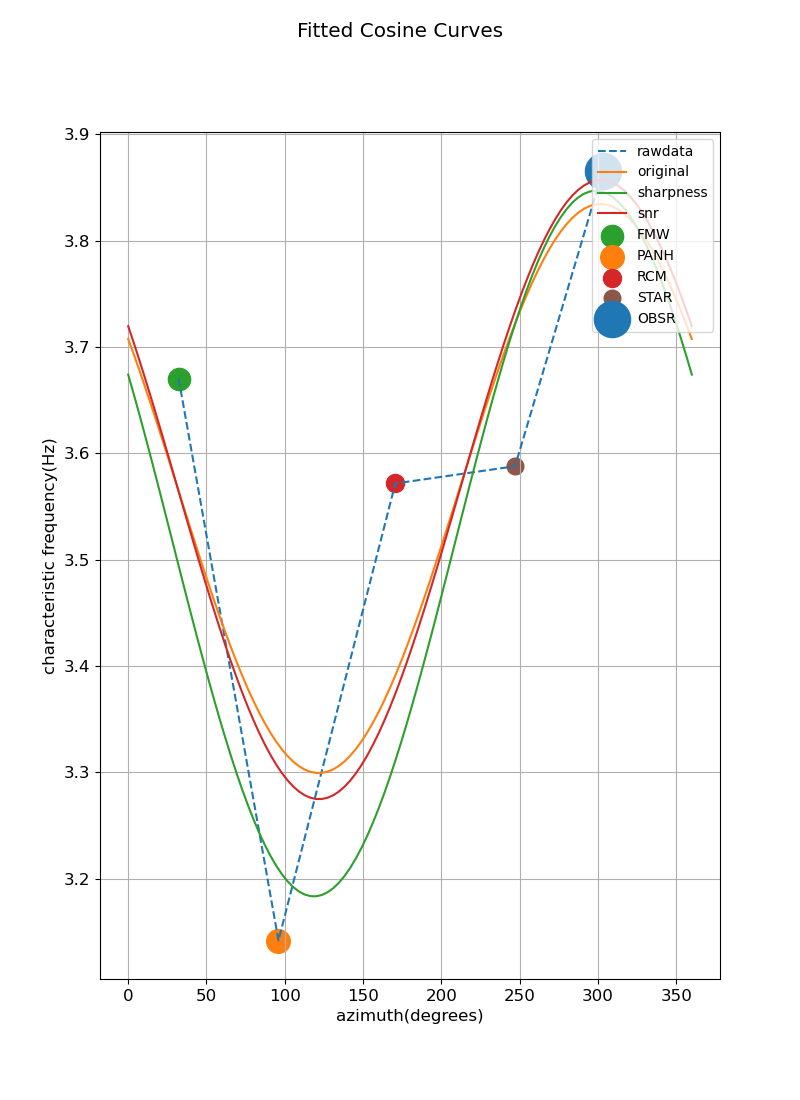 Fitted Cosine Curves
3.9
3.8
3.7
3.6
3.5
3.4
3.3
3.2
characteristic frequency(Hz)
rawdata
original
sharpness
snr
FMW
PANH
RCM
STAR
OBSR
0 50 100 150 200 250 300 350
azimuth(degrees)